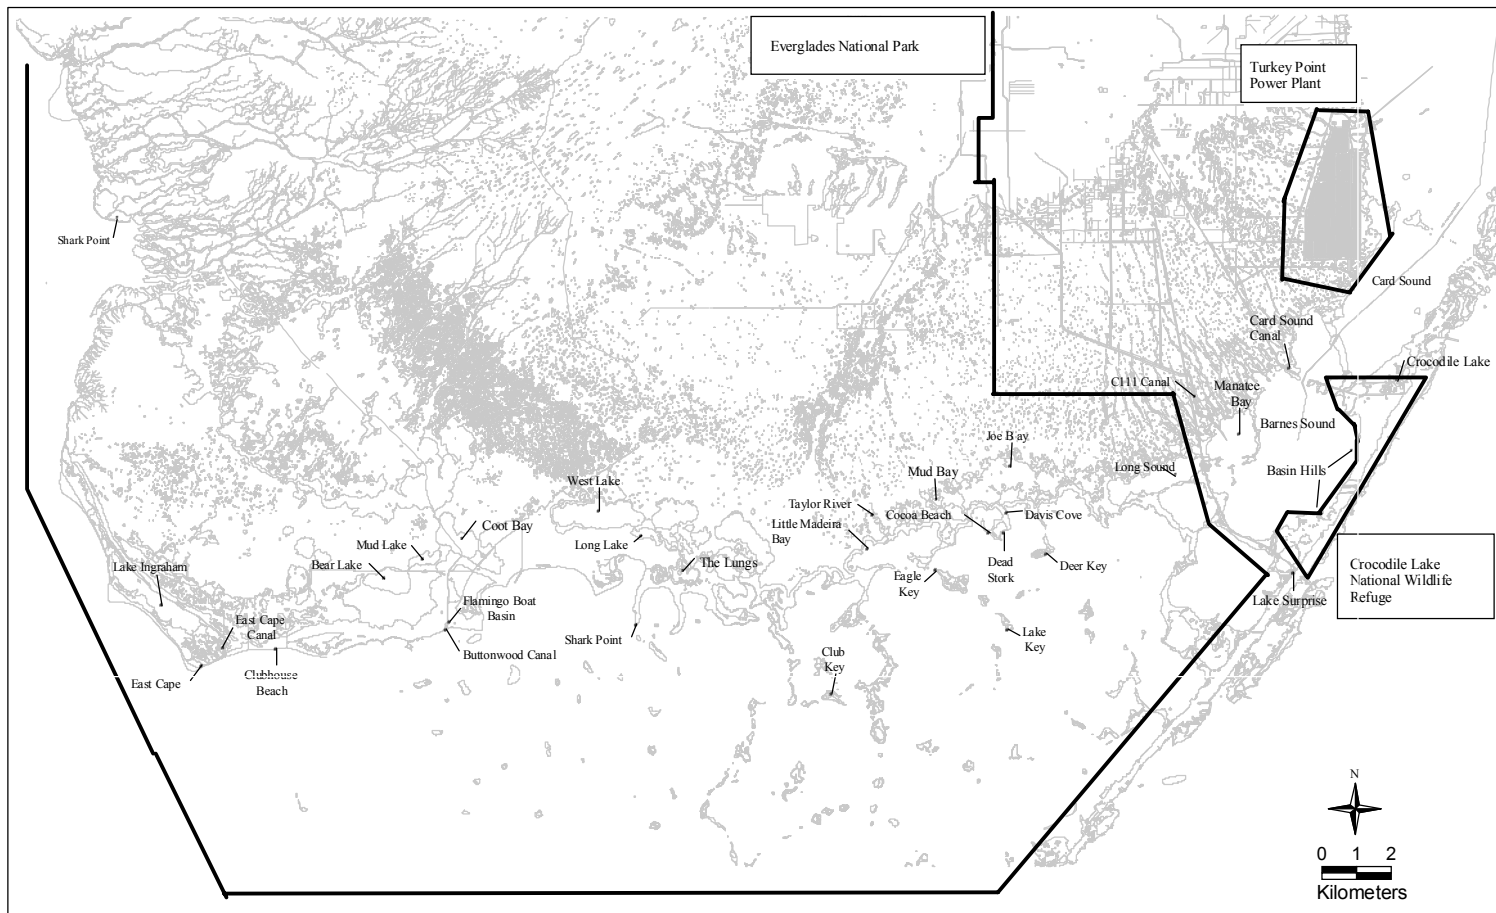 Everglades National Park
Turkey Point
Power Plant
Shark Point
Card Sound
Card Sound
Canal
Crocodile Lake
C111 Canal
Manatee
Bay
Barnes Sound
Joe Bay
Long Sound
Basin Hills
Mud Bay
West Lake
Taylor River
Cocoa Beach
Davis Cove
Little Madeira
Bay
Coot Bay
Long Lake
Mud Lake
Bear Lake
The Lungs
Lake Ingraham
Dead
Stork
Deer Key
Eagle
Key
Crocodile Lake
National Wildlife
Refuge
Flamingo Boat
Basin
Lake Surprise
East Cape
Canal
Shark Point
Lake
Key
Buttonwood Canal
Club
Key
Clubhouse
Beach
East Cape
N
0 1 2
Kilometers